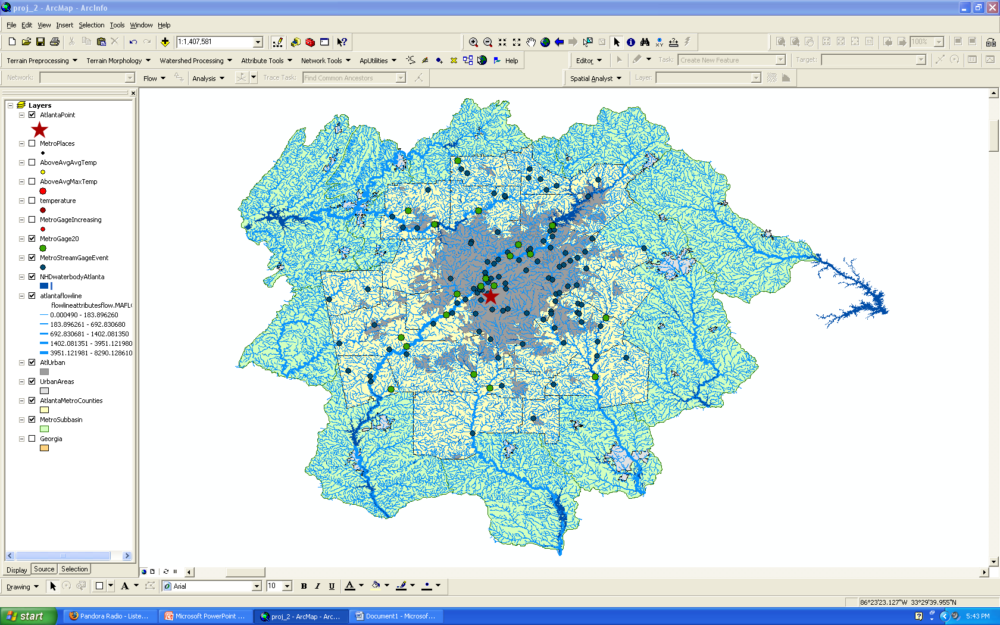 proj_2 - ArcMap - ArcInfo
File Edit View Insert Selection Tools Window Help
1:1,407,581
100%
Terrain Preprocessing Terrain Morphology Watershed Processing Attribute Tools Network Tools ApUtilities Help
Editor Task: Create New Feature Target:
Network: Flow Analysis Trace Task: Find Common Ancestors
Spatial Analyst Layer:
Layers
AtlantaPoint
MetroPlaces
AboveAvgAvgTemp
AboveAvgMaxTemp
temperature
MetroGageIncreasing
MetroGage20
MetroStreamGageEvent
NHDwaterbodyAtlanta
atlantaflowline
flowlineattributesflow.MAFL
0.000490 - 183.896260
183.896261 - 692.830680
692.830681 - 1402.081350
1402.081351 - 3951.121980
3951.121981 - 8290.128610
AtlUrban
UrbanAreas
AtlantaMetroCounties
MetroSubbasin
Georgia
Display Source Selection
Drawing A Arial 10 B I U A
86°23'23.127"W 33°29'39.955"N
start Pandora Radio - Liste... Microsoft PowerPoint ... proj_2 - ArcMap - Arc... Document1 - Microsof... 5:43 PM